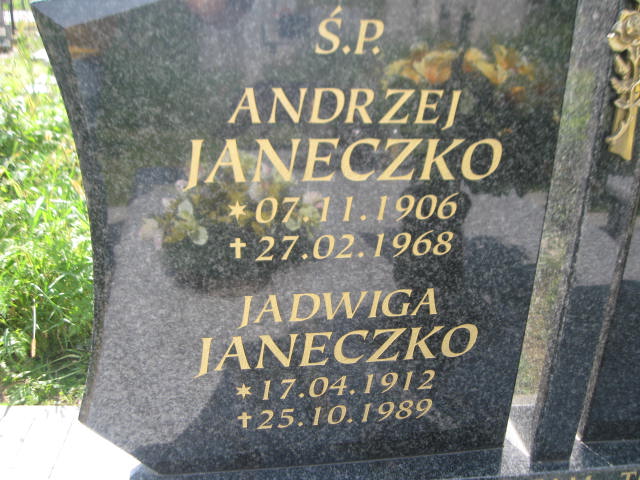 Ś.P.
ANDRZEJ
JANECZKO
* 07.11.1906
✝ 27.02.1968
JADWIGA
JANECZKO
* 17.04.1912
✝ 25.10.1989